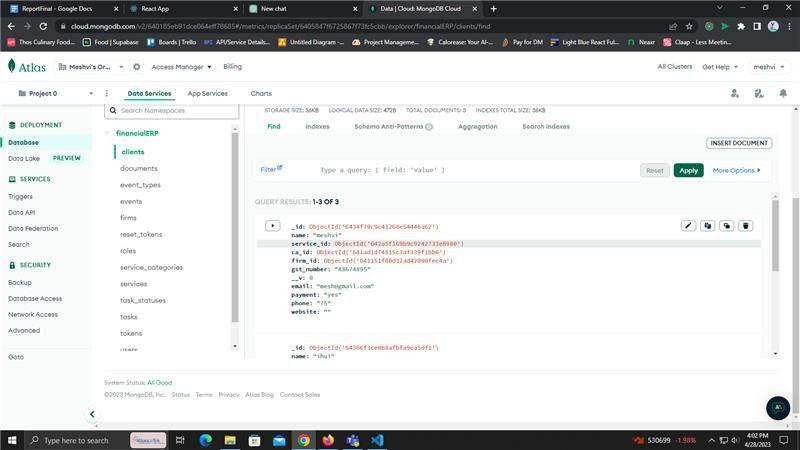 ReportFinal - Google Docs
React App
New chat
Data | Cloud: MongoDB Cloud
cloud.mongodb.com/v2/640185eb91dce064eff78685#/metrics/replicaSet/6405847f6725867f73fc5cbb/explorer/financialERP/clients/find
Thos Culinary Food...
Food | Supabase
Boards | Trello
API/Service Details...
Untitled Diagram -...
Project Management...
Calorease: Your AI-...
Pay for DM
Light Blue React Ful...
Neaxr
Claap – Less Meetin...
Atlas
Meshvi's Or...
Access Manager
Billing
All Clusters
Get Help
meshvi
Project 0
Data Services
App Services
Charts
DEPLOYMENT
Database
Data Lake
PREVIEW
SERVICES
Triggers
Data API
Data Federation
Search
SECURITY
Backup
Database Access
Network Access
Advanced
Goto
Search Namespaces
financialERP
clients
documents
event_types
events
firms
reset_tokens
roles
service_categories
services
task_statuses
tasks
tokens
users
STORAGE SIZE: 36KB
LOGICAL DATA SIZE: 472B
TOTAL DOCUMENTS: 3
INDEXES TOTAL SIZE: 36KB
Find
Indexes
Schema Anti-Patterns
Aggregation
Search Indexes
INSERT DOCUMENT
Filter
Type a query: { field: 'value' }
Reset
Apply
More Options
QUERY RESULTS: 1-3 OF 3
_id: ObjectId('6434f79c9c41268e5444ba62')
name: "meshvi"
service_id: ObjectId('642a5f169b9c9242733e8980')
ca_id: ObjectId('641ad1d74815c3af339f1bb6')
firm_id: ObjectId('641151f80d32ad42800fec4a')
gst_number: "48674895"
__v: 0
email: "mesh@gmail.com"
payment: "yes"
phone: "75"
website: ""
_id: ObjectId('64366f3ce0b8afbfa9ca5df1')
name: "ihui"
System Status: All Good
©2023 MongoDB, Inc.
Status
Terms
Privacy
Atlas Blog
Contact Sales
Type here to search
530699
-1.98%
4:02 PM
4/28/2023